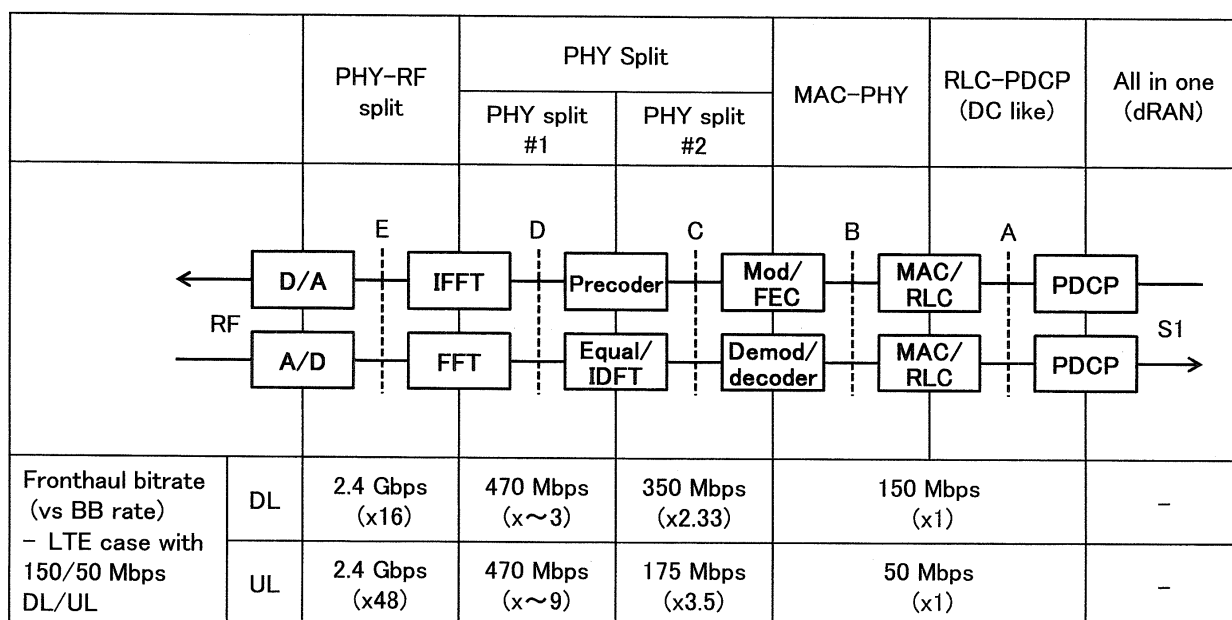 PHY-RF
split
PHY Split
PHY split
#1
PHY split
#2
MAC-PHY
RLC-PDCP
(DC like)
All in one
(dRAN)
E
D
C
B
A
D/A
IFFT
Precoder
Mod/
FEC
MAC/
RLC
PDCP
RF
S1
A/D
FFT
Equal/
IDFT
Demod/
decoder
MAC/
RLC
PDCP
Fronthaul bitrate
(vs BB rate)
- LTE case with
150/50 Mbps
DL/UL
DL
2.4 Gbps
(x16)
470 Mbps
(x~3)
350 Mbps
(x2.33)
150 Mbps
(x1)
-
UL
2.4 Gbps
(x48)
470 Mbps
(x~9)
175 Mbps
(x3.5)
50 Mbps
(x1)
-